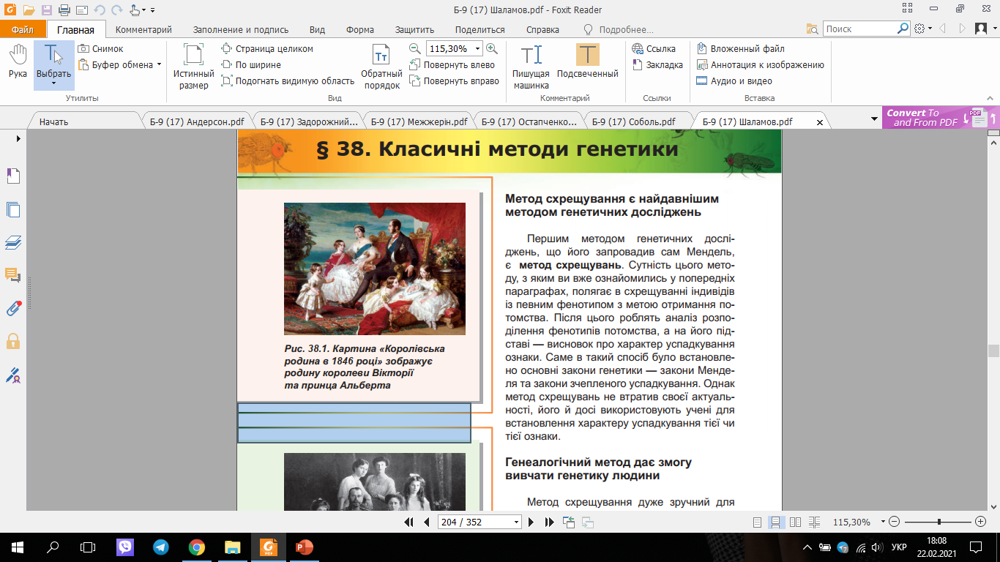 Б-9 (17) Шаламов.pdf - Foxit Reader
Файл Главная Комментарий Заполнение и подпись Вид Форма Защитить Поделиться Справка Подробнее... Поиск
Рука
Выбрать
Снимок
Буфер обмена
Утилиты
Истинный размер
Страница целиком
По ширине
Подогнать видимую область
Обратный порядок
115,30%
Повернуть влево
Повернуть вправо
Вид
Пишущая машинка
Подсвеченный
Комментарий
Ссылка
Закладка
Ссылки
Вложенный файл
Аннотация к изображению
Аудио и видео
Вставка
Начать Б-9 (17) Андерсон.pdf Б-9 (17) Задорожний... Б-9 (17) Межжерін.pdf Б-9 (17) Остапченко... Б-9 (17) Соболь.pdf Б-9 (17) Шаламов.pdf
Convert To
and From PDF
PDF
§ 38. Класичні методи генетики
Рис. 38.1. Картина «Королівська
родина в 1846 році» зображує
родину королеви Вікторії
та принца Альберта
Метод схрещування є найдавнішим
методом генетичних досліджень
Першим методом генетичних дослі-
джень, що його запровадив сам Мендель,
є метод схрещувань. Сутність цього мето-
ду, з яким ви вже ознайомились у попередніх
параграфах, полягає в схрещуванні індивідів
із певним фенотипом з метою отримання по-
томства. Після цього роблять аналіз розпо-
ділення фенотипів потомства, а на його під-
ставі — висновок про характер успадкування
ознаки. Саме в такий спосіб було встановле-
но основні закони генетики — закони Менде-
ля та закони зчепленого успадкування. Однак
метод схрещувань не втратив своєї актуаль-
ності, його й досі використовують учені для
встановлення характеру успадкування тієї чи
тієї ознаки.
Генеалогічний метод дає змогу
вивчати генетику людини
Метод схрещування дуже зручний для
204 / 352
115,30%
УКР
18:08
22.02.2021